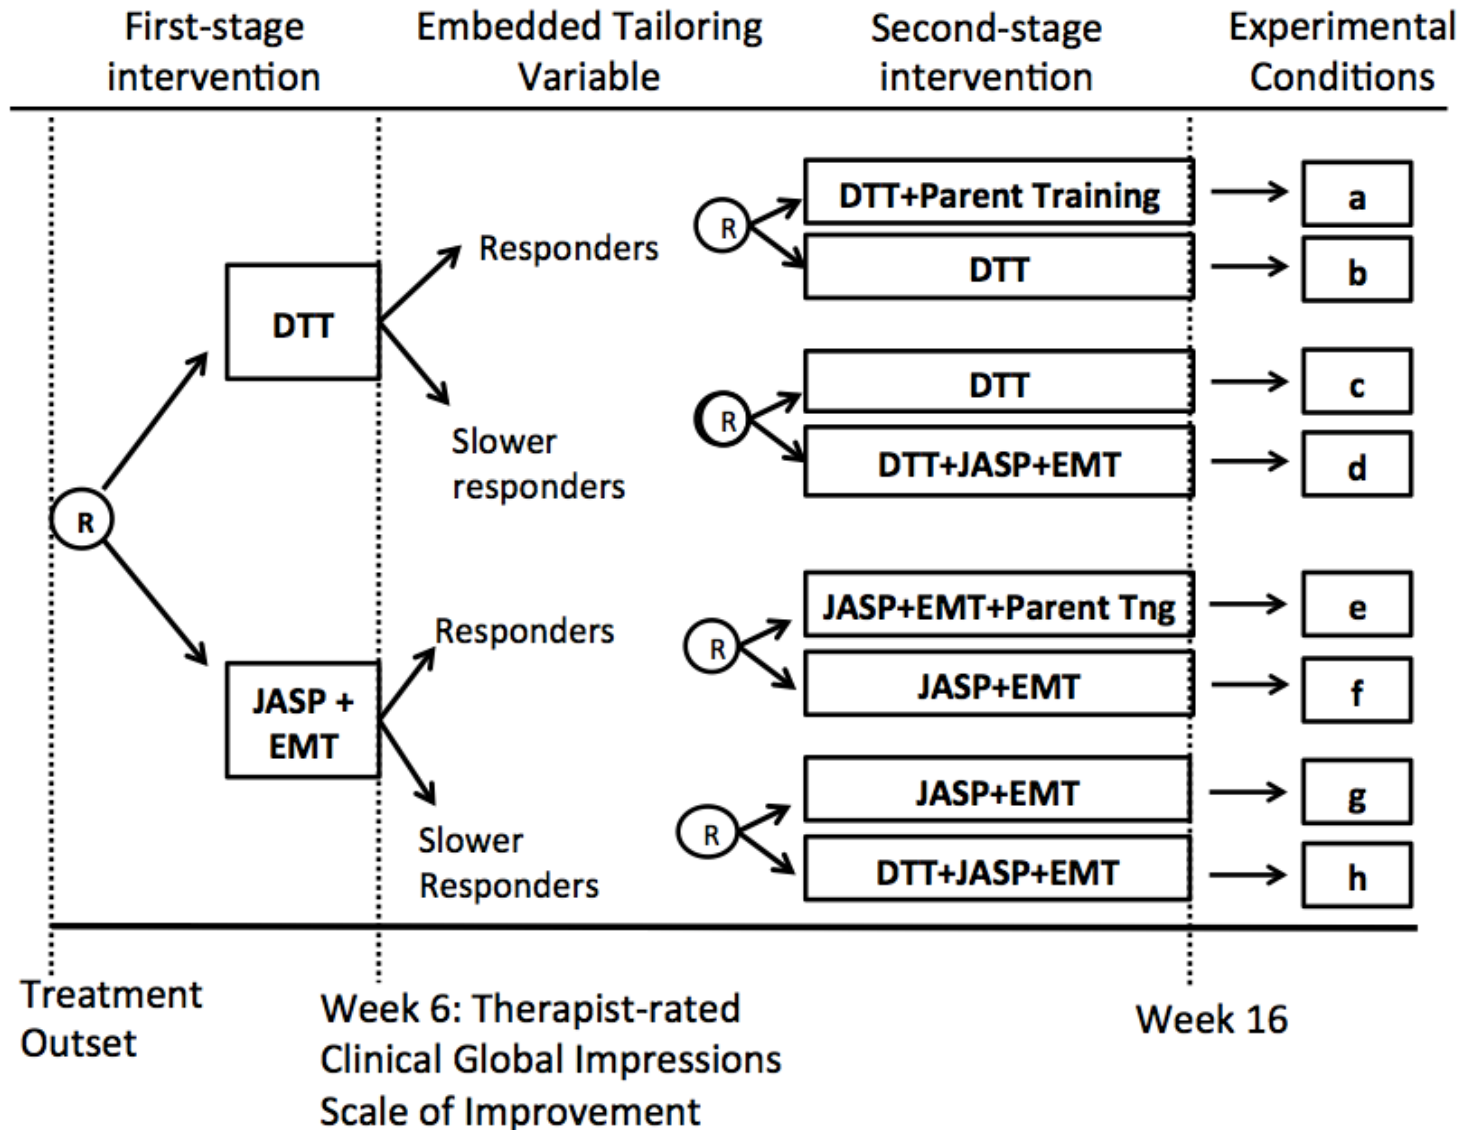 First-stage
intervention
Embedded Tailoring
Variable
Second-stage
intervention
Experimental
Conditions
R
DTT
Responders
Slower
responders
R
DTT+Parent Training
a
DTT
b
R
DTT
c
DTT+JASP+EMT
d
JASP +
EMT
Responders
Slower
Responders
R
JASP+EMT+Parent Tng
e
JASP+EMT
f
R
JASP+EMT
g
DTT+JASP+EMT
h
Treatment
Outset
Week 6: Therapist-rated
Clinical Global Impressions
Scale of Improvement
Week 16